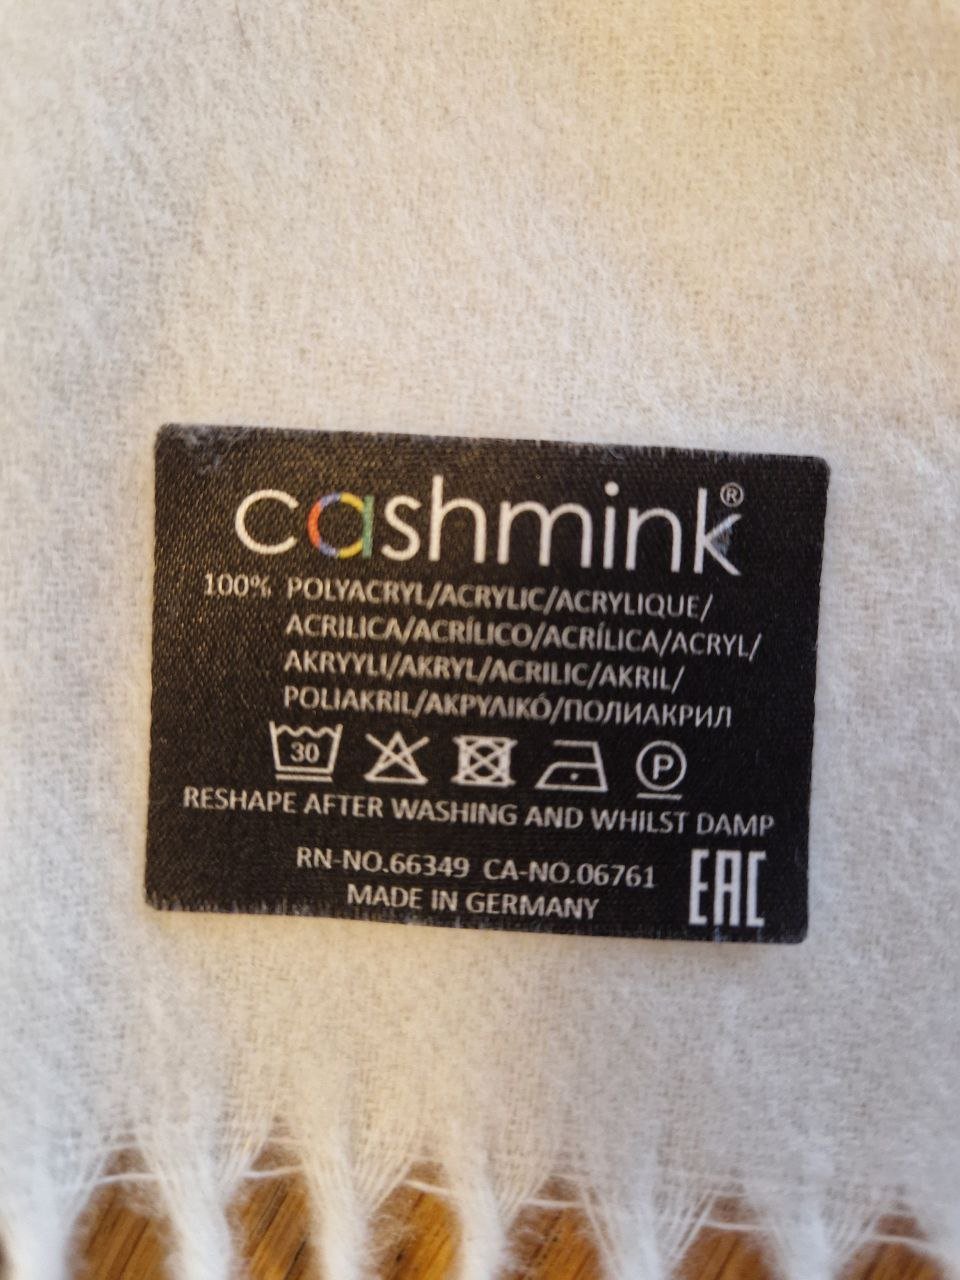 cashmink®
100% POLYACRYL/ACRYLIC/ACRYLIQUE/
ACRILICA/ACRÍLICO/ACRÍLICA/ACRYL/
AKRYYLI/AKRYL/ACRILIC/AKRIL/
POLIAKRIL/ΑΚΡΥΛΙΚÓ/ПОЛИАКРИЛ
30 P
RESHAPE AFTER WASHING AND WHILST DAMP
RN-NO.66349 CA-NO.06761
MADE IN GERMANY
EAC